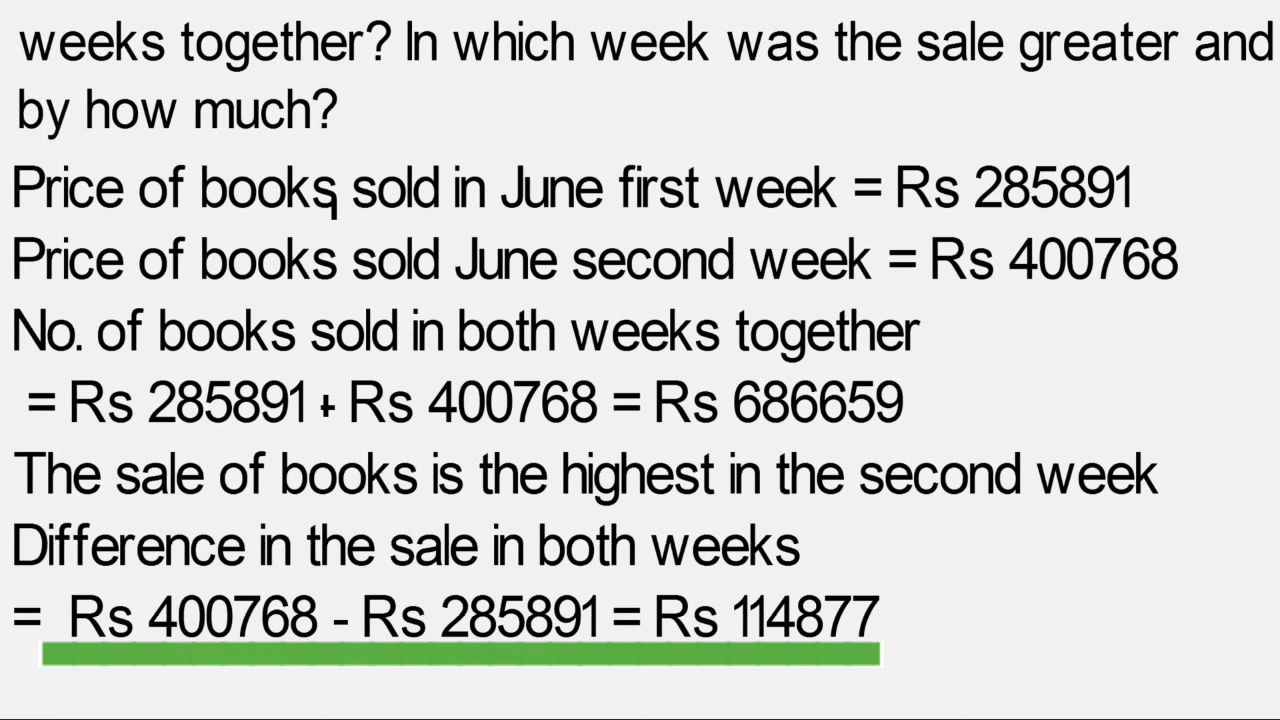 weeks together? In which week was the sale greater and
by how much?
Price of books sold in June first week = Rs 285891
Price of books sold June second week = Rs 400768
No. of books sold in both weeks together
= Rs 285891 + Rs 400768 = Rs 686659
The sale of books is the highest in the second week
Difference in the sale in both weeks
= Rs 400768 - Rs 285891 = Rs 114877